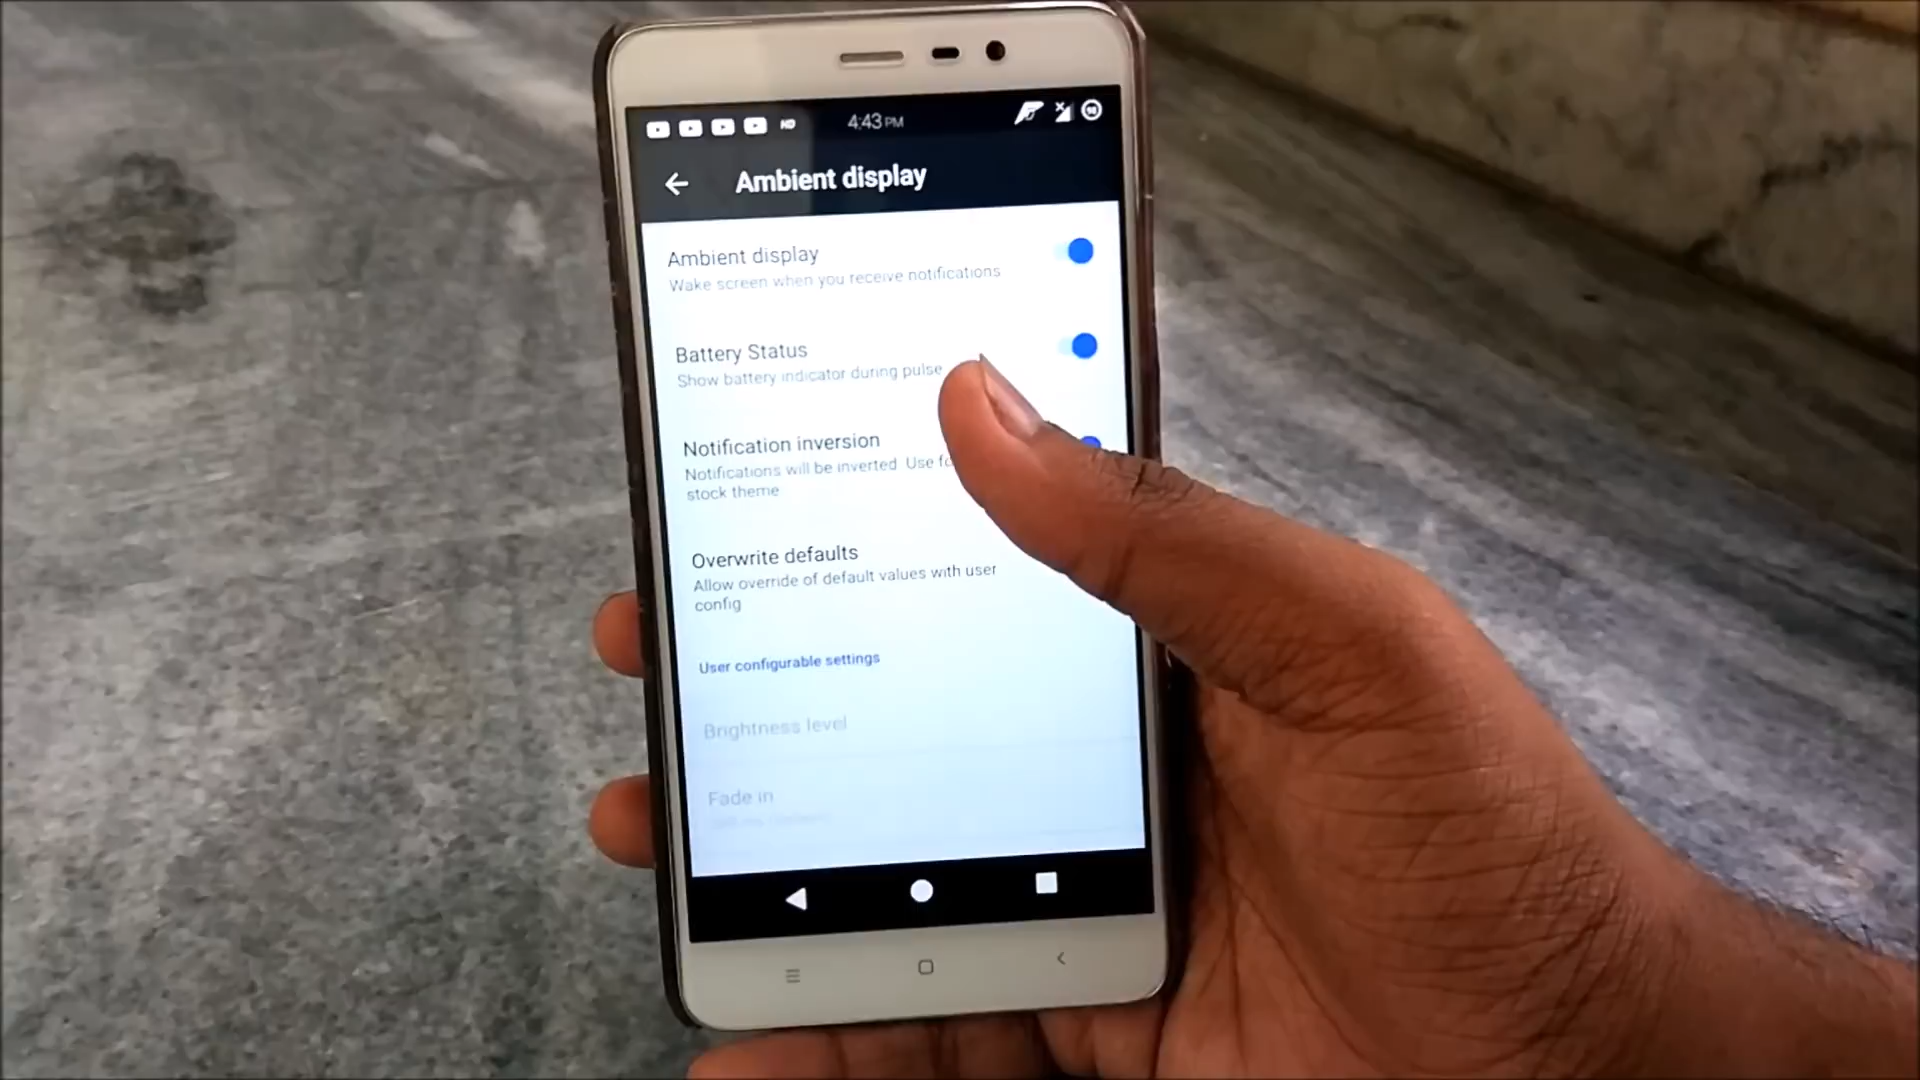 HD 4:43 PM
Ambient display
Ambient display
Wake screen when you receive notifications
Battery Status
Show battery indicator during pulse
Notification inversion
Notifications will be inverted Use
stock theme
Overwrite defaults
Allow override of default values with user
config
User configurable settings
Brightness level
Fade in